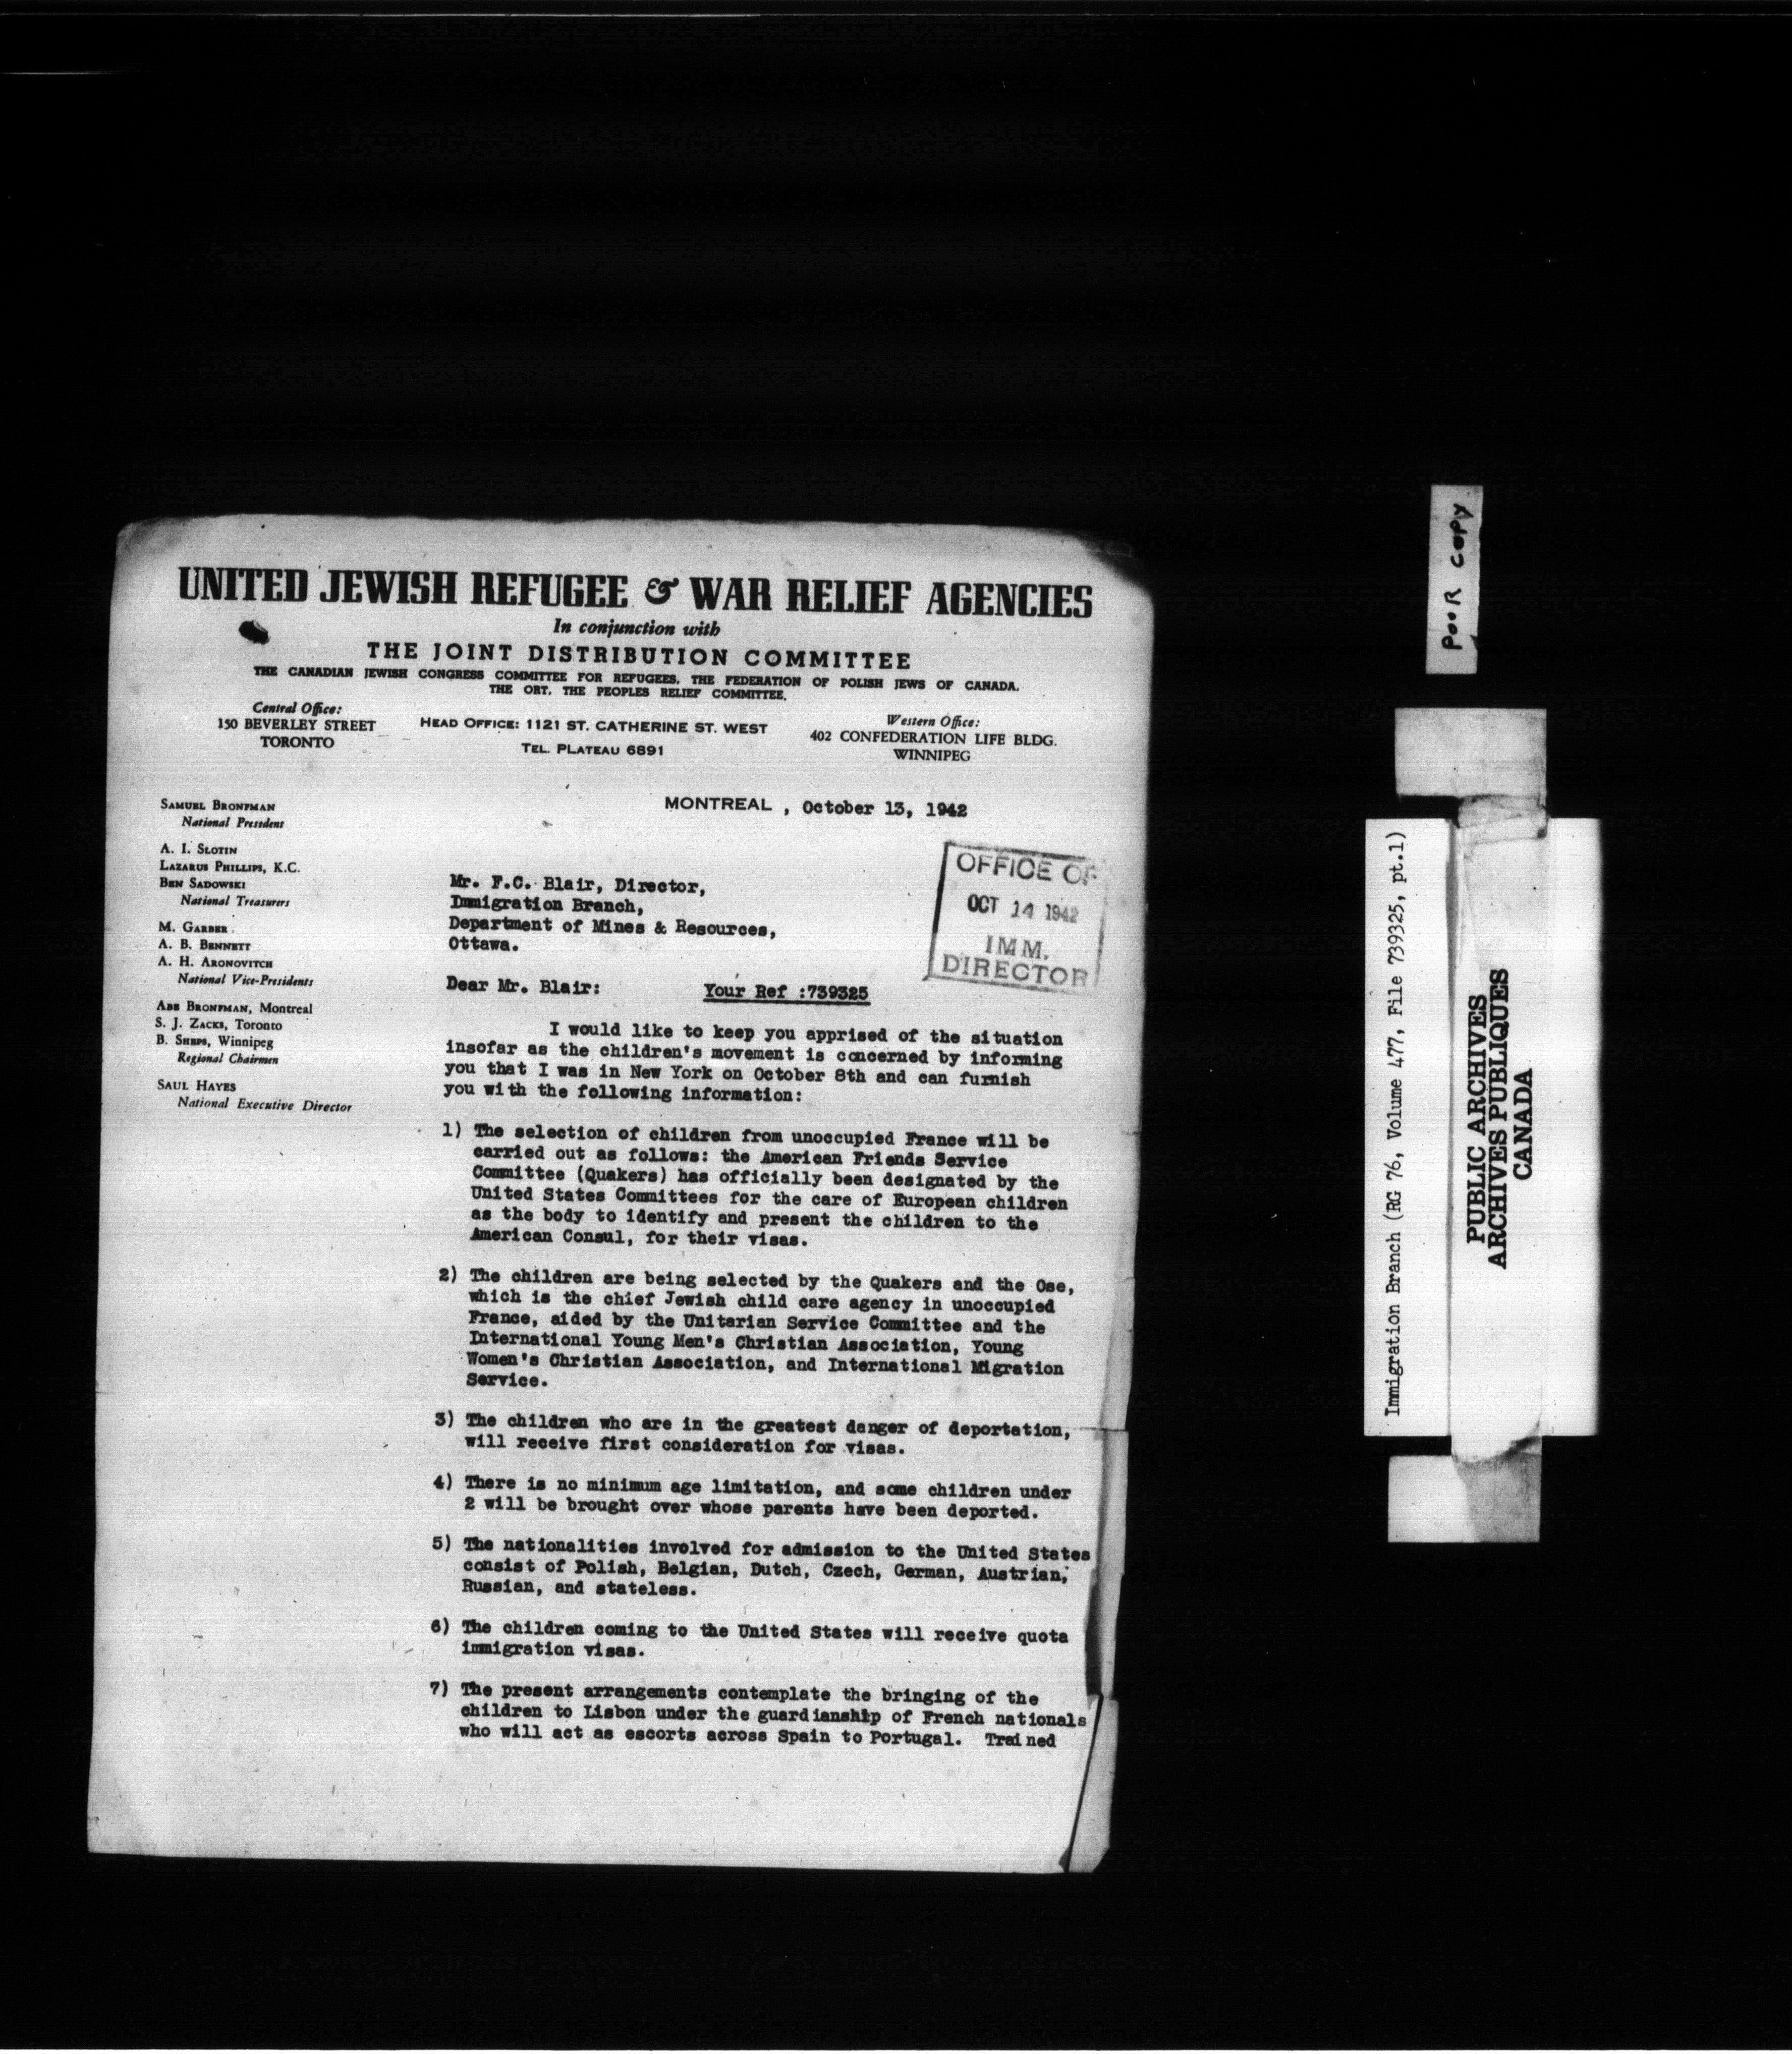 UNITED JEWISH REFUGEE & WAR RELIEF AGENCIES
In conjunction with
THE JOINT DISTRIBUTION COMMITTEE
THE CANADIAN JEWISH CONGRESS COMMITTEE FOR REFUGEES, THE FEDERATION OF POLISH JEWS OF CANADA,
THE ORT, THE PEOPLES RELIEF COMMITTEE.
Central Office:
150 BEVERLEY STREET
TORONTO
HEAD OFFICE: 1121 ST. CATHERINE ST. WEST
TEL. PLATEAU 6891
Western Office:
402 CONFEDERATION LIFE BLDG.
WINNIPEG
MONTREAL, October 13, 1942
SAMUEL BRONFMAN
National President
A. I. SLOTIN
LAZARUS PHILLIPS, K.C.
BEN SADOWSKI
National Treasurers
M. GARBER
A. B. BENNETT
A. H. ARONOVITCH
National Vice-Presidents
ABE BRONFMAN, Montreal
S. J. ZACKS, Toronto
B. SHEPS, Winnipeg
Regional Chairmen
SAUL HAYES
National Executive Director
OFFICE OF
OCT 14 1942
IMM.
DIRECTOR
Mr. F.C. Blair, Director,
Immigration Branch,
Department of Mines & Resources,
Ottawa.
Dear Mr. Blair: Your Ref :739325
I would like to keep you apprised of the situation
insofar as the children's movement is concerned by informing
you that I was in New York on October 8th and can furnish
you with the following information:
1) The selection of children from unoccupied France will be
carried out as follows: the American Friends Service
Committee (Quakers) has officially been designated by the
United States Committees for the care of European children
as the body to identify and present the children to the
American Consul, for their visas.
2) The children are being selected by the Quakers and the Ose,
which is the chief Jewish child care agency in unoccupied
France, aided by the Unitarian Service Committee and the
International Young Men's Christian Association, Young
Women's Christian Association, and International Migration
Service.
3) The children who are in the greatest danger of deportation,
will receive first consideration for visas.
4) There is no minimum age limitation, and some children under
2 will be brought over whose parents have been deported.
5) The nationalities involved for admission to the United States
consist of Polish, Belgian, Dutch, Czech, German, Austrian,
Russian, and stateless.
6) The children coming to the United States will receive quota
immigration visas.
7) The present arrangements contemplate the bringing of the
children to Lisbon under the guardianship of French nationals
who will act as escorts across Spain to Portugal. Trained
POOR COPY
Immigration Branch (RG 76, Volume 477, File 739325, pt.1)
PUBLIC ARCHIVES
ARCHIVES PUBLIQUES
CANADA